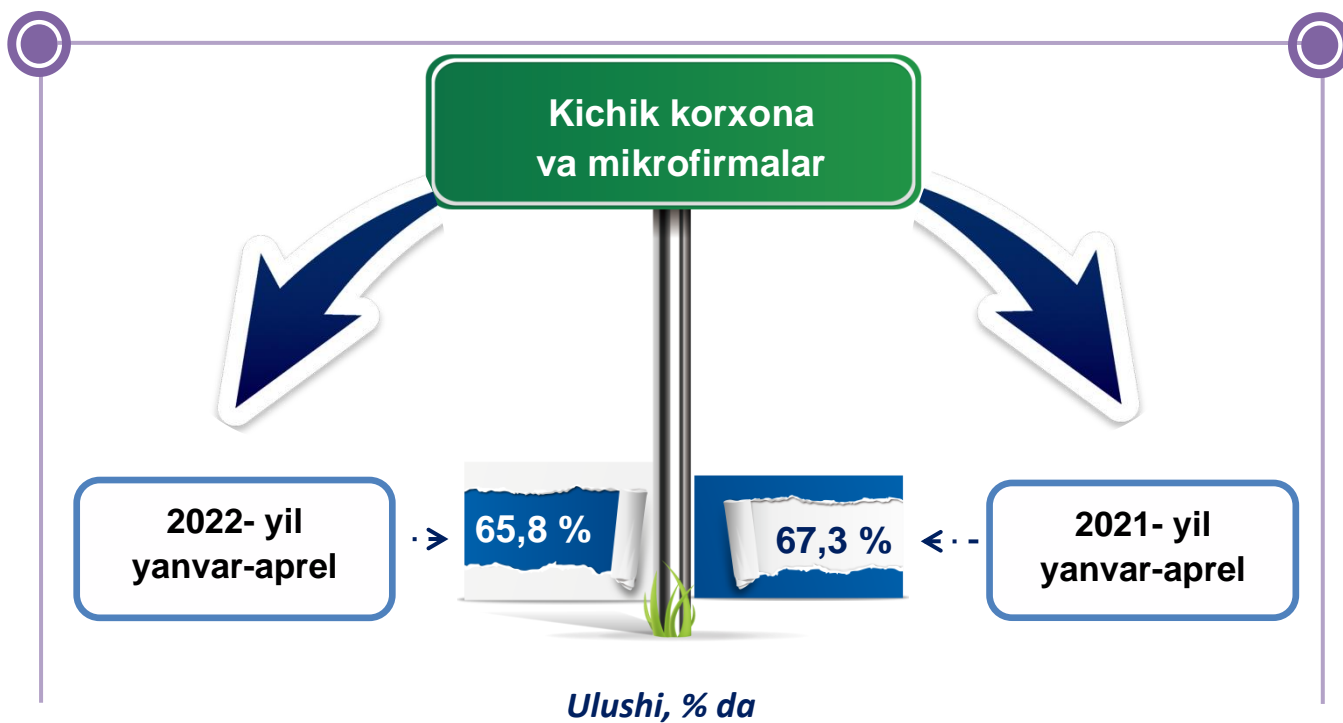 Kichik korxona
va mikrofirmalar
2022- yil
yanvar-aprel
65,8 %
67,3 %
2021- yil
yanvar-aprel
Ulushi, % da